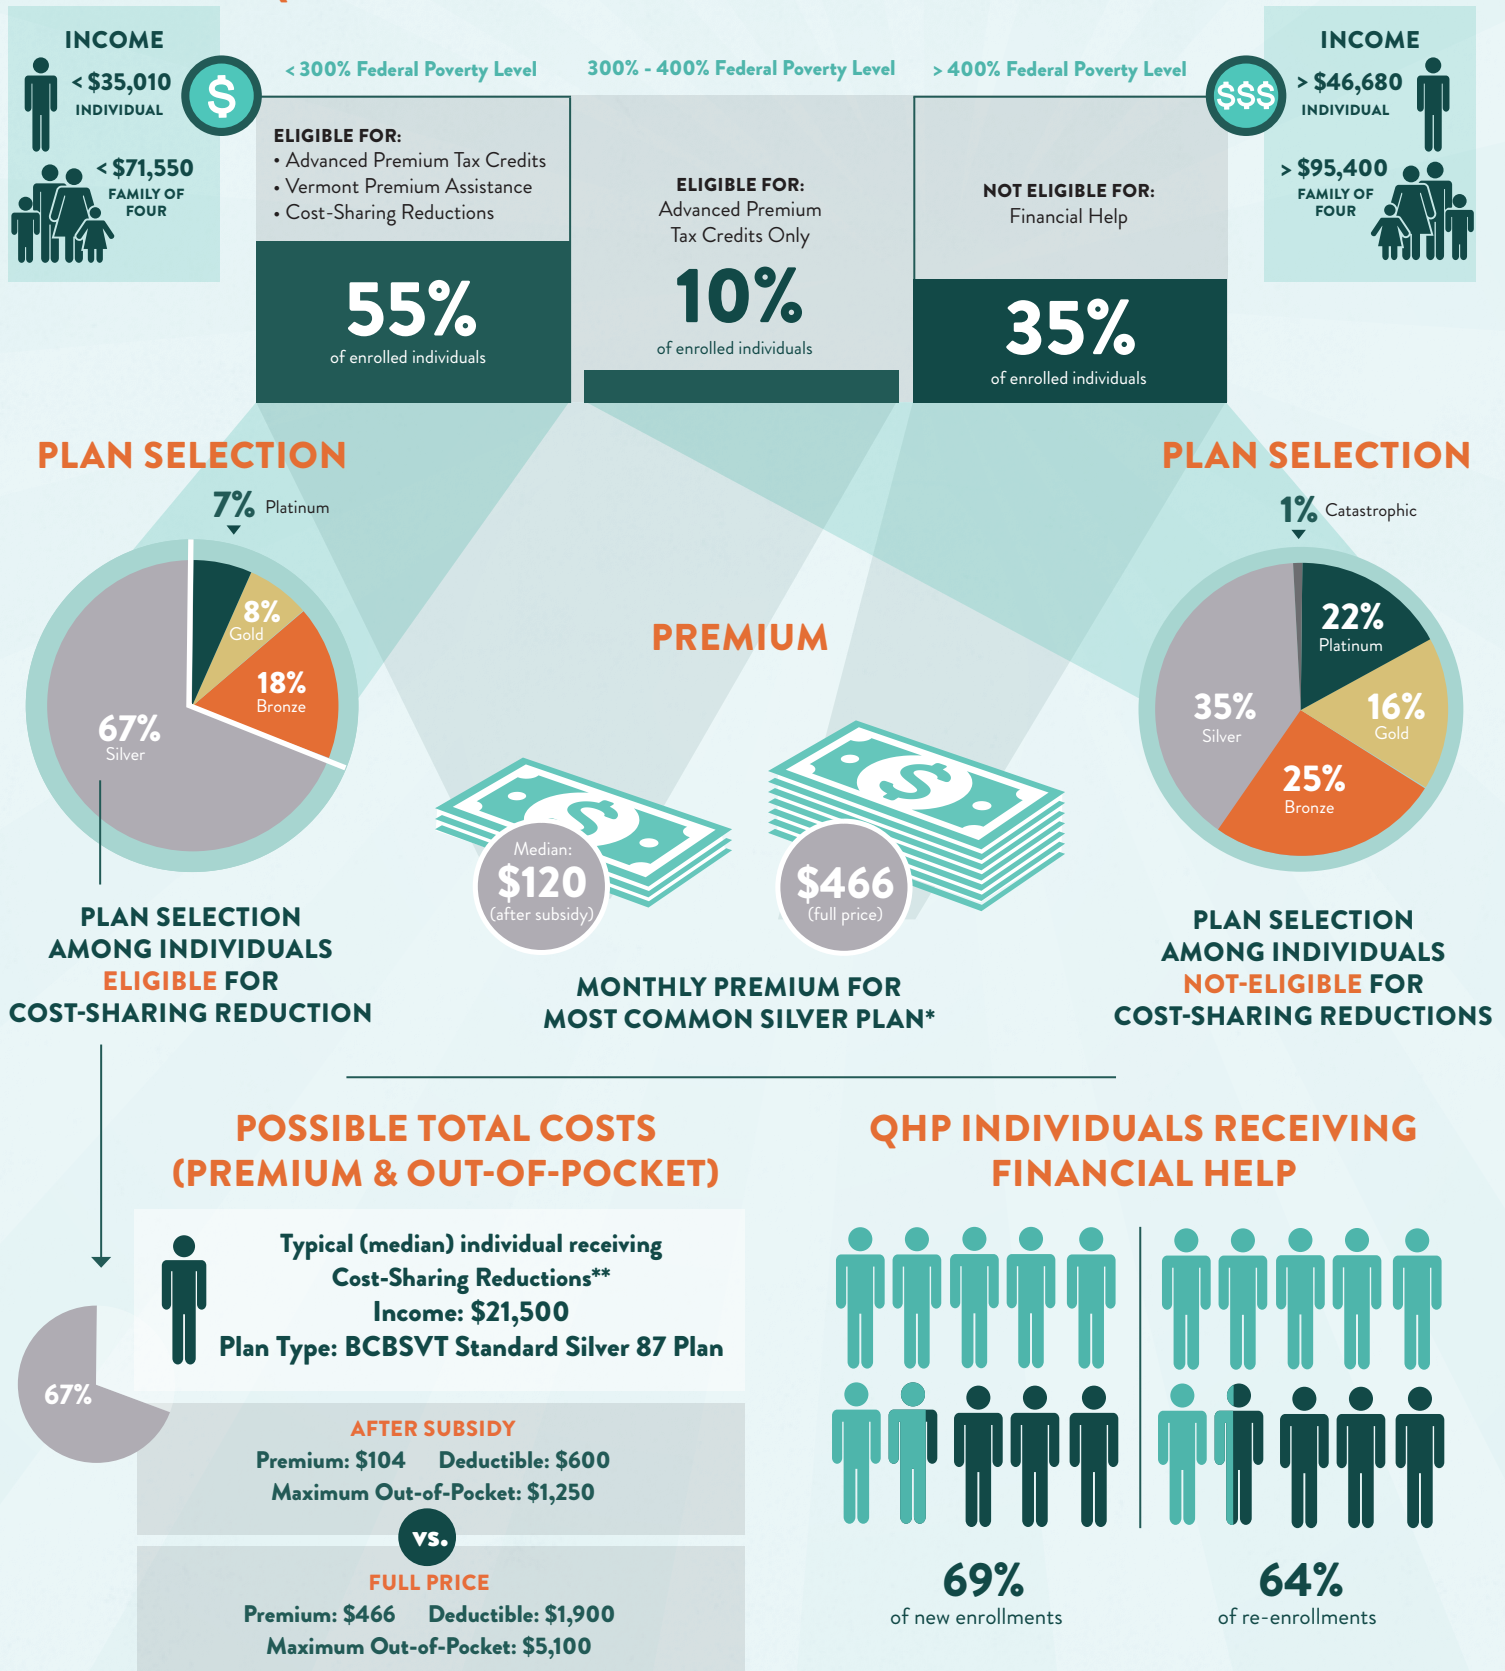 INCOME
< $35,010
INDIVIDUAL
< $71,550
FAMILY OF
FOUR
$
< 300% Federal Poverty Level
300% - 400% Federal Poverty Level
> 400% Federal Poverty Level
$$$
INCOME
> $46,680
INDIVIDUAL
> $95,400
FAMILY OF
FOUR
ELIGIBLE FOR:
• Advanced Premium Tax Credits
• Vermont Premium Assistance
• Cost-Sharing Reductions
55%
of enrolled individuals
ELIGIBLE FOR:
Advanced Premium
Tax Credits Only
10%
of enrolled individuals
NOT ELIGIBLE FOR:
Financial Help
35%
of enrolled individuals
PLAN SELECTION
7% Platinum
8%
Gold
18%
Bronze
67%
Silver
PLAN SELECTION
AMONG INDIVIDUALS
ELIGIBLE FOR
COST-SHARING REDUCTION
PREMIUM
$
Median:
$120
(after subsidy)
$
$466
(full price)
MONTHLY PREMIUM FOR
MOST COMMON SILVER PLAN*
PLAN SELECTION
1% Catastrophic
22%
Platinum
16%
Gold
25%
Bronze
35%
Silver
PLAN SELECTION
AMONG INDIVIDUALS
NOT-ELIGIBLE FOR
COST-SHARING REDUCTIONS
POSSIBLE TOTAL COSTS
(PREMIUM & OUT-OF-POCKET)
Typical (median) individual receiving
Cost-Sharing Reductions**
Income: $21,500
Plan Type: BCBSVT Standard Silver 87 Plan
67%
AFTER SUBSIDY
Premium: $104 Deductible: $600
Maximum Out-of-Pocket: $1,250
vs.
FULL PRICE
Premium: $466 Deductible: $1,900
Maximum Out-of-Pocket: $5,100
QHP INDIVIDUALS RECEIVING
FINANCIAL HELP
69%
of new enrollments
64%
of re-enrollments